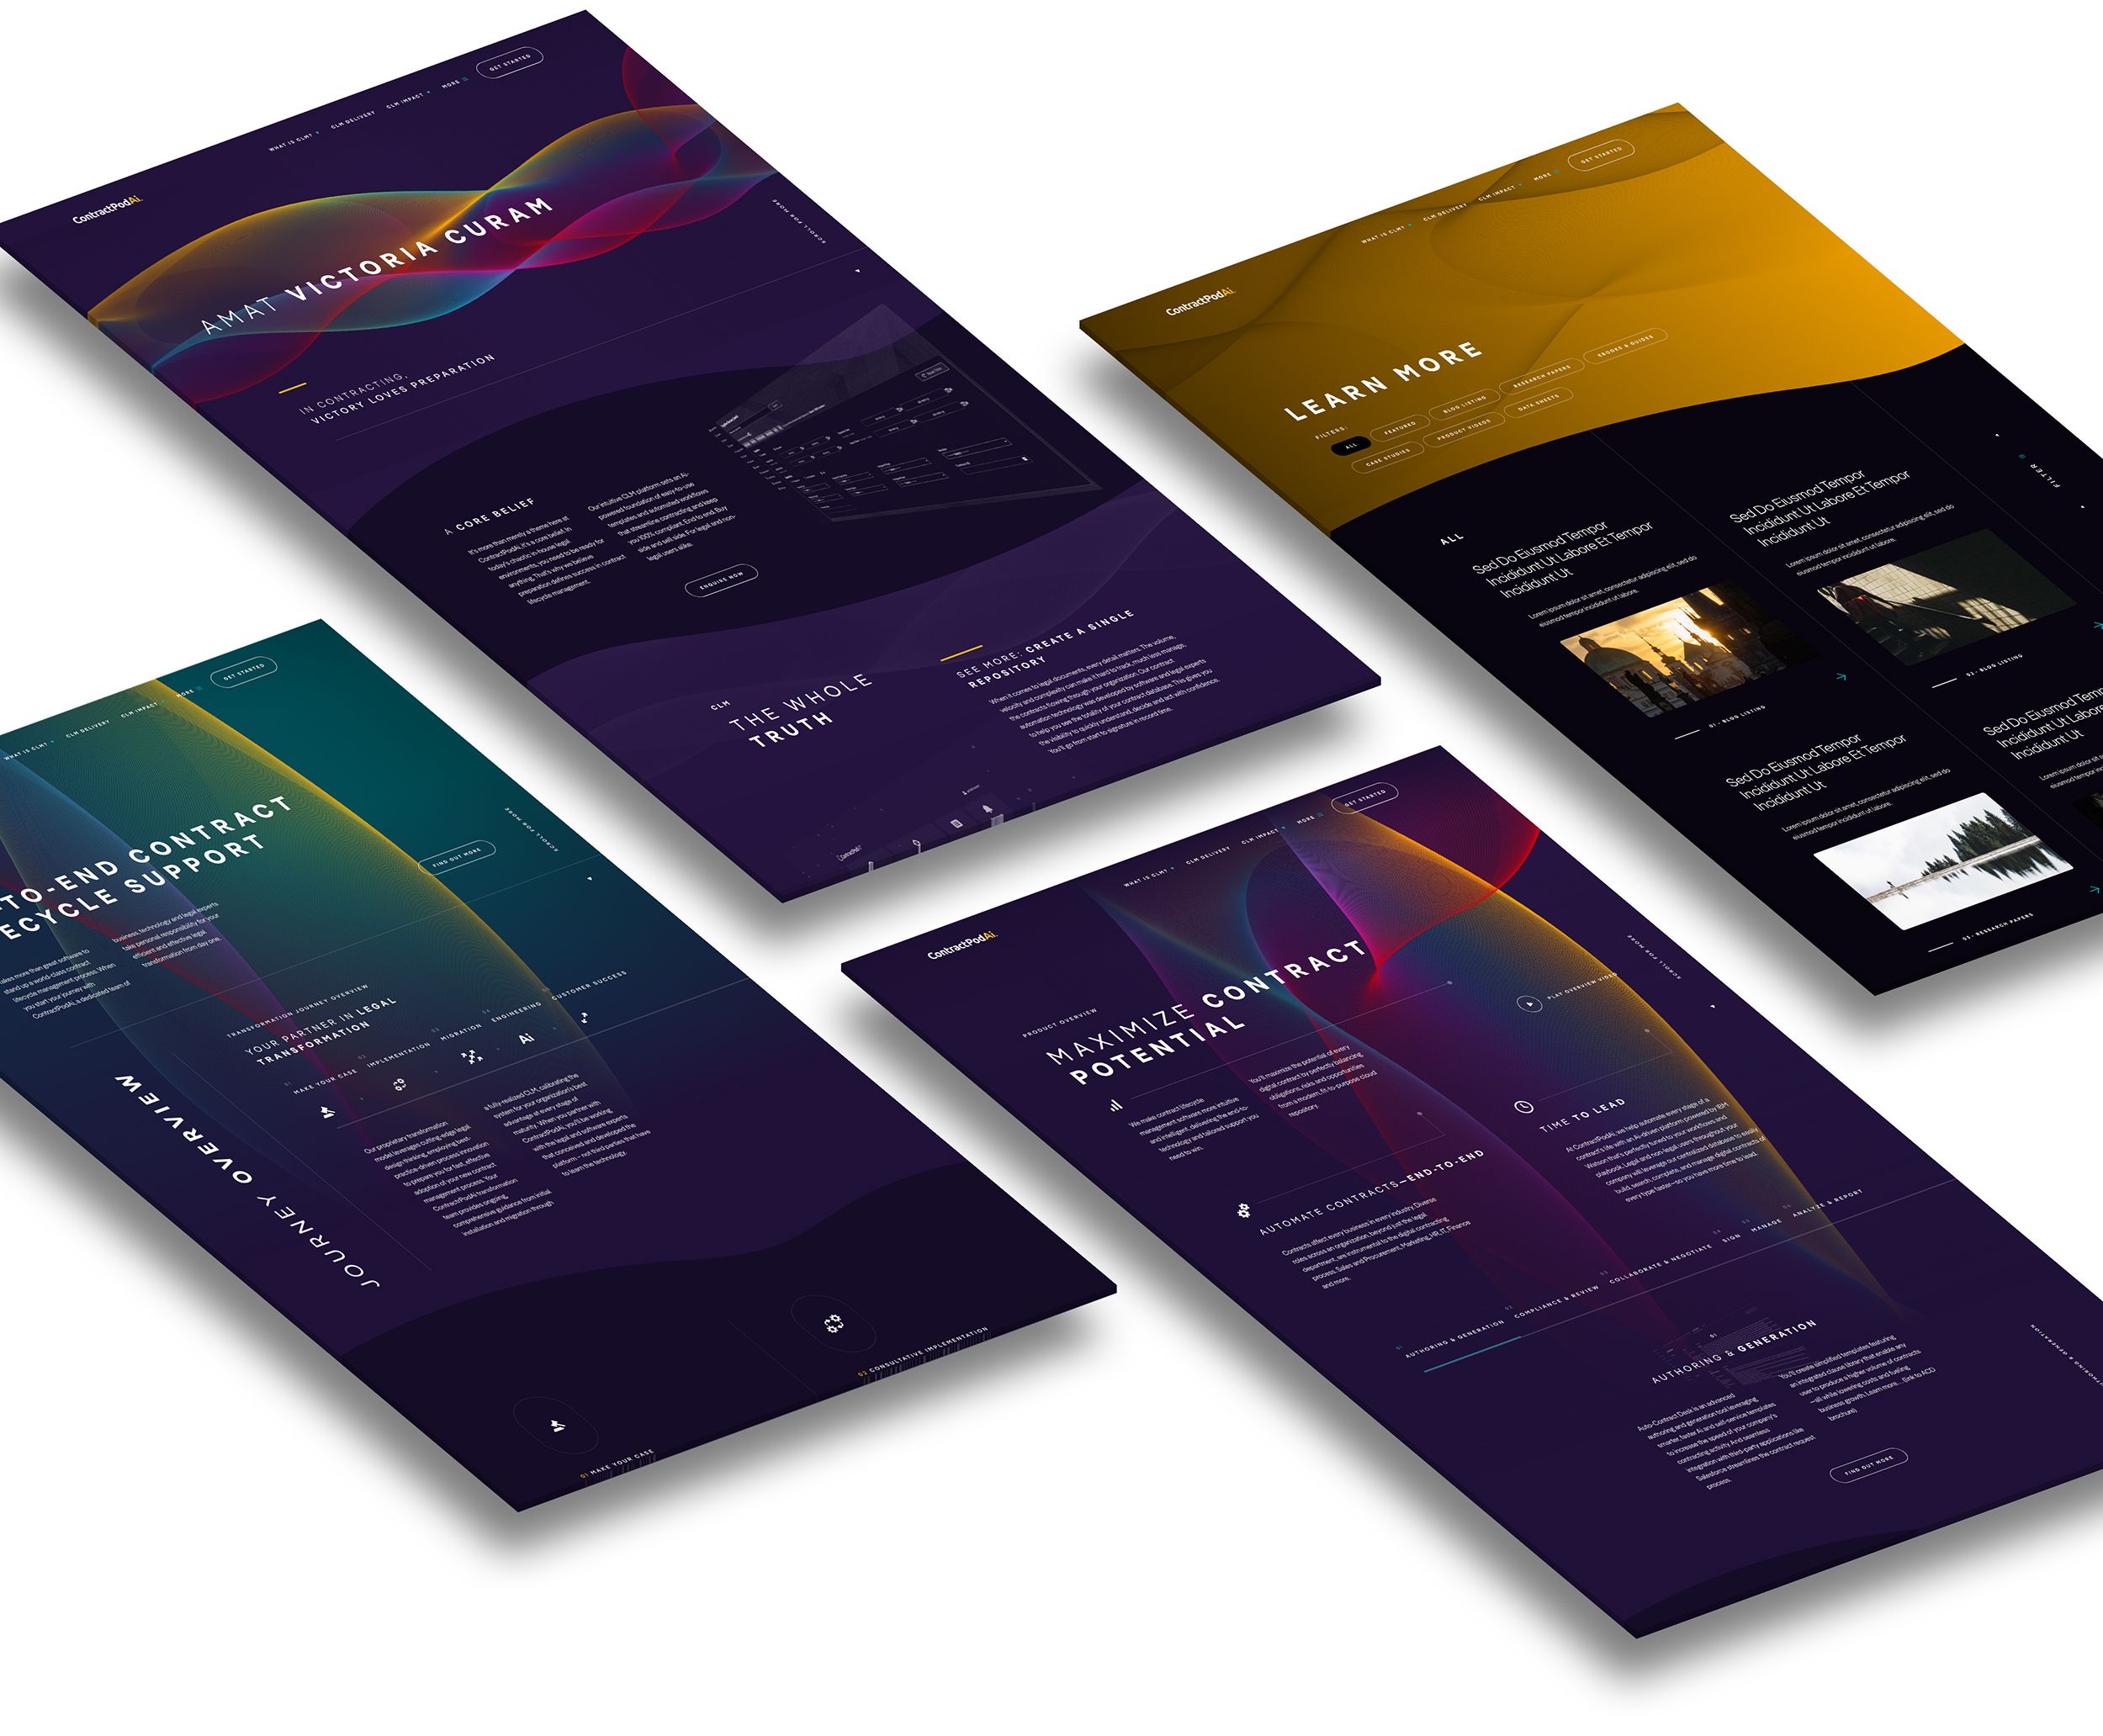 ContractPodAi.
WHAT IS CLM?
CLM DELIVERY
CLM IMPACT
MORE
GET STARTED
AMAT VICTORIA CURAM
SCROLL FOR MORE
IN CONTRACTING,
VICTORY LOVES PREPARATION
A CORE BELIEF
It's more than merely a theme here at
ContractPodAi, it's a core belief. In
today's chaotic in-house legal
environments, you need to be ready for
anything. That's why we believe
preparation defines success in contract
lifecycle management.
Our intuitive CLM platform sets an Ai-
powered foundation of easy-to-use
templates and automated workflows
that streamline contracting and keep
you 100% compliant. End to end. Buy
side and sell side. For legal and non-
legal users alike.
ENQUIRE NOW
CLM
THE WHOLE
TRUTH
SEE MORE: CREATE A SINGLE
REPOSITORY
When it comes to legal documents, every detail matters. The volume,
velocity and complexity can make it hard to track, much less manage,
the contracts flowing through your organization. Our contract
automation technology was developed by software and legal experts
to help you see the totality of your contract database. This gives you
the visibility to quickly understand, decide and act with confidence.
You'll go from start to signature in record time.
ContractPodAi.
WHAT IS CLM?
CLM DELIVERY
CLM IMPACT
MORE
GET STARTED
LEARN MORE
FILTERS:
ALL
FEATURED
BLOG LISTING
RESEARCH PAPERS
EBOOKS & GUIDES
CASE STUDIES
PRODUCT VIDEOS
DATA SHEETS
FILTER
ALL
Sed Do Eiusmod Tempor
Incididunt Ut Labore Et Tempor
Incididunt Ut
Lorem ipsum dolor sit amet, consectetur adipiscing elit, sed do
eiusmod tempor incididunt ut labore.
01 - BLOG LISTING
Sed Do Eiusmod Tempor
Incididunt Ut Labore Et Tempor
Incididunt Ut
Lorem ipsum dolor sit amet, consectetur adipiscing elit, sed do
eiusmod tempor incididunt ut labore.
02 - BLOG LISTING
Sed Do Eiusmod Tempor
Incididunt Ut Labore Et Tempor
Incididunt Ut
Lorem ipsum dolor sit amet, consectetur adipiscing elit, sed do
eiusmod tempor incididunt ut labore.
03 - RESEARCH PAPERS
Sed Do Eiusmod Tempor
Incididunt Ut Labore
Incididunt Ut
Lorem ipsum dolor sit
eiusmod tempor
WHAT IS CLM?
CLM DELIVERY
CLM IMPACT
MORE
GET STARTED
TO-END CONTRACT
ECYCLE SUPPORT
FIND OUT MORE
SCROLL FOR MORE
akes more than great software to
stand up a world-class contract
lifecycle management process. When
you start your journey with
ContractPodAi, a dedicated team of
business, technology and legal experts
take personal responsibility for your
efficient and effective legal
transformation from day one.
TRANSFORMATION JOURNEY OVERVIEW
YOUR PARTNER IN LEGAL
TRANSFORMATION
MAKE YOUR CASE
IMPLEMENTATION
MIGRATION
ENGINEERING
CUSTOMER SUCCESS
Ai
JOURNEY OVERVIEW
Our proprietary transformation
model leverages cutting-edge legal
design thinking, employing best-
practice-driven process innovation
to prepare you for fast, effective
adoption of your new contract
management process. Your
ContractPodAi transformation
team provides ongoing,
comprehensive guidance from initial
installation and migration through
a fully-realized CLM, calibrating the
system for your organization's best
advantage at every stage of
maturity. When you partner with
ContractPodAi, you'll be working
with the legal and software experts
that conceived and developed the
platform – not third parties that have
to learn the technology.
02 CONSULTATIVE IMPLEMENTATION
01 MAKE YOUR CASE
ContractPodAi.
WHAT IS CLM?
CLM DELIVERY
CLM IMPACT
MORE
GET STARTED
PRODUCT OVERVIEW
MAXIMIZE CONTRACT
POTENTIAL
PLAY OVERVIEW VIDEO
SCROLL FOR MORE
We make contract lifecycle
management software more intuitive
and intelligent, delivering the end-to-
technology and tailored support you
need to win.
You'll maximize the potential of every
digital contract by perfectly balancing
obligations, risks and opportunities
from a modern, fit-to-purpose cloud
repository.
TIME TO LEAD
At ContractPodAi, we help automate every stage of a
contract's life with an Ai-driven platform powered by IBM
Watson that's perfectly tuned to your workflows and
playbook. Legal and non-legal users throughout your
company will leverage our centralized database to easily
build, search, complete, and manage digital contracts of
every type faster—so you have more time to lead.
AUTOMATE CONTRACTS—END-TO-END
Contracts affect every business in every industry. Diverse
roles across an organization, beyond just the legal
department, are instrumental to the digital contracting
process. Sales and Procurement, Marketing, HR, IT, Finance
and more.
AUTHORING & GENERATION
COMPLIANCE & REVIEW
COLLABORATE & NEGOTIATE
SIGN
MANAGE
ANALYZE & REPORT
01
AUTHORING & GENERATION
Auto-Contract Desk is an advanced
authoring and generation tool leveraging
smarter, faster Ai and self-service templates
to increase the speed of your company's
contracting activity. And seamless
integration with third-party applications like
Salesforce streamlines the contract request
process.
You'll create simplified templates featuring
an integrated clause library that enable any
user to produce a higher volume of contracts
—all while lowering costs and fueling
business growth. Learn more... (link to ACD
brochure)
FIND OUT MORE